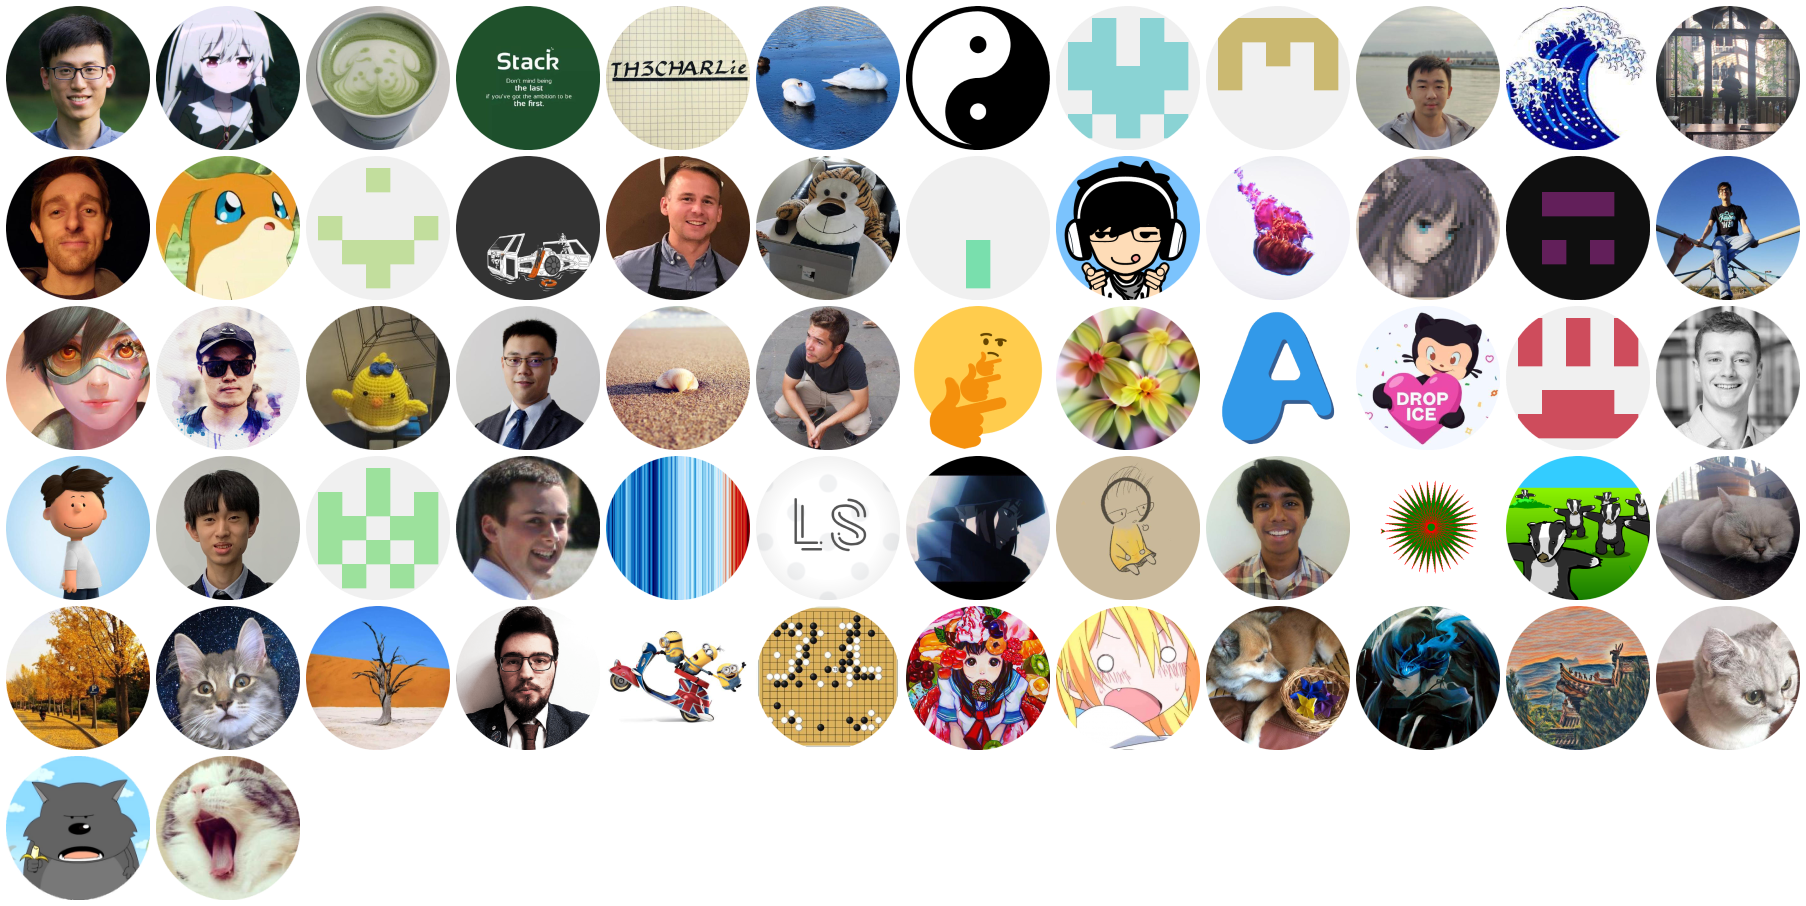 Stack
Don't mind being
the last
if you've got the ambition to be
the first.
TH3CHARLie
DROP
ICE
LS